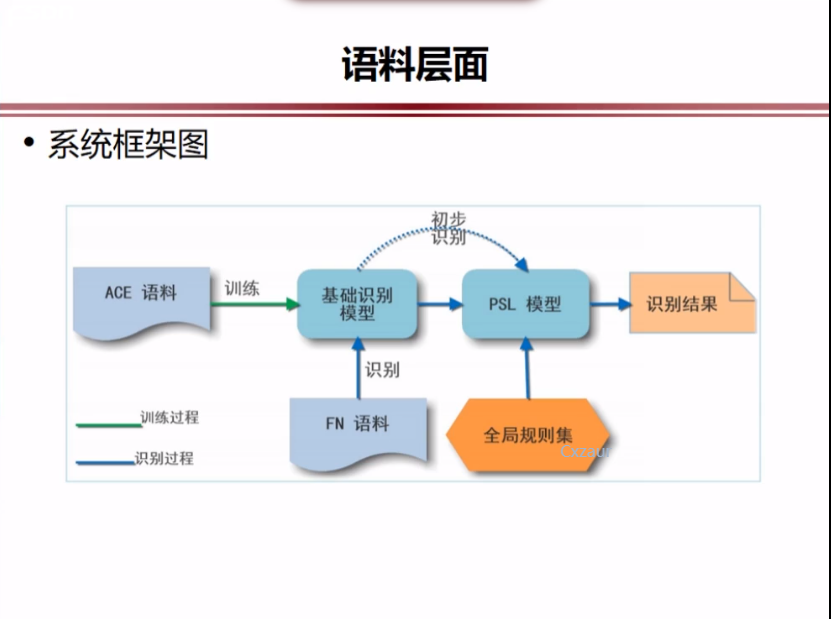 语料层面
• 系统框架图
初步
识别
ACE 语料
训练
基础识别
模型
PSL 模型
识别结果
识别
FN 语料
全局规则集
训练过程
识别过程